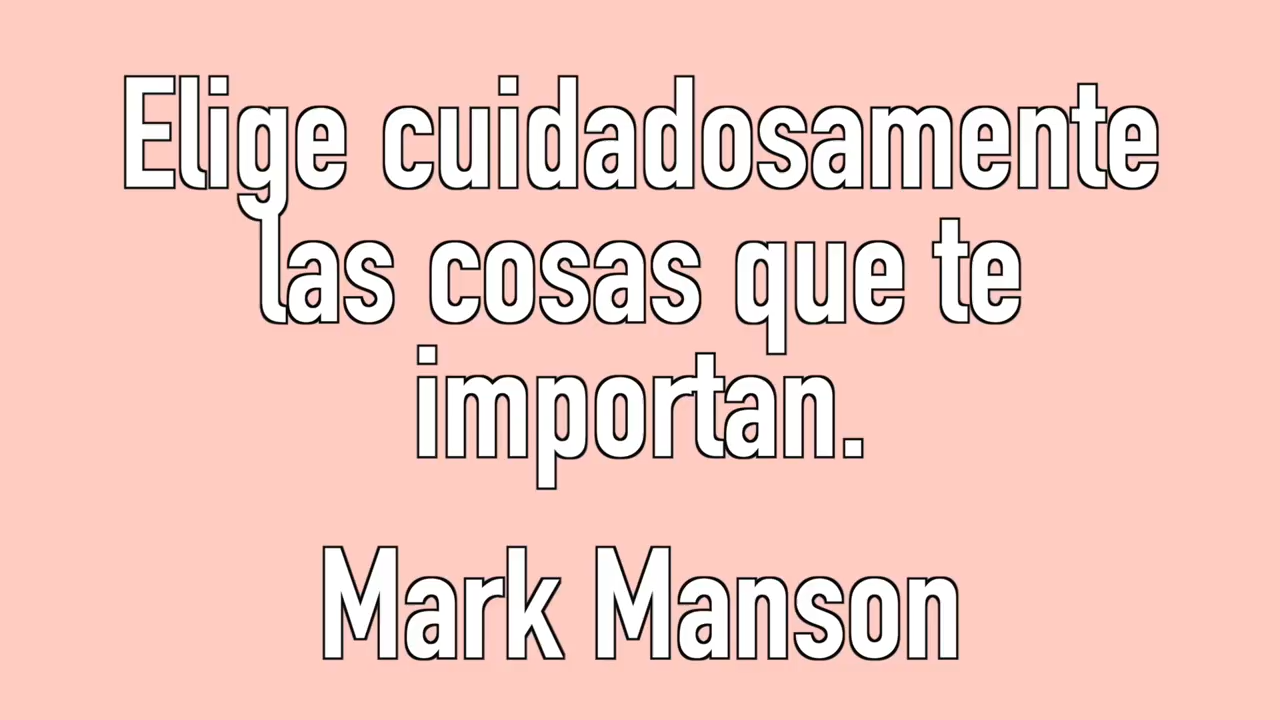 Elige cuidadosamente
las cosas que te
importan.
Mark Manson